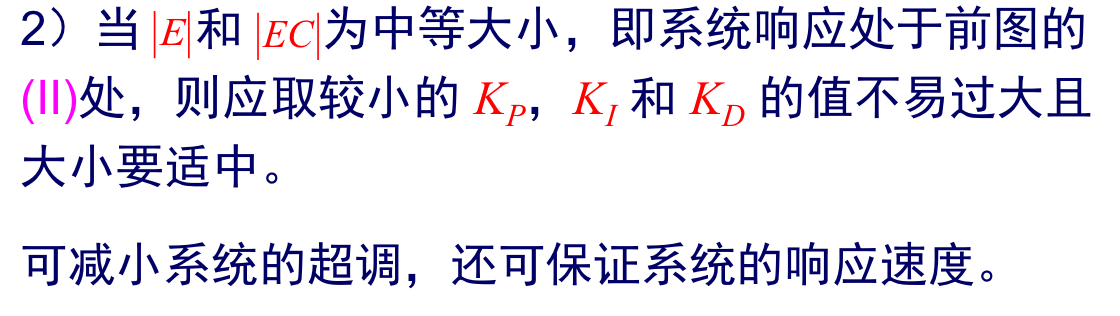 2）当|E|和|EC|为中等大小，即系统响应处于前图的
(II)处，则应取较小的 K_P，K_I 和 K_D 的值不易过大且
大小要适中。
可减小系统的超调，还可保证系统的响应速度。